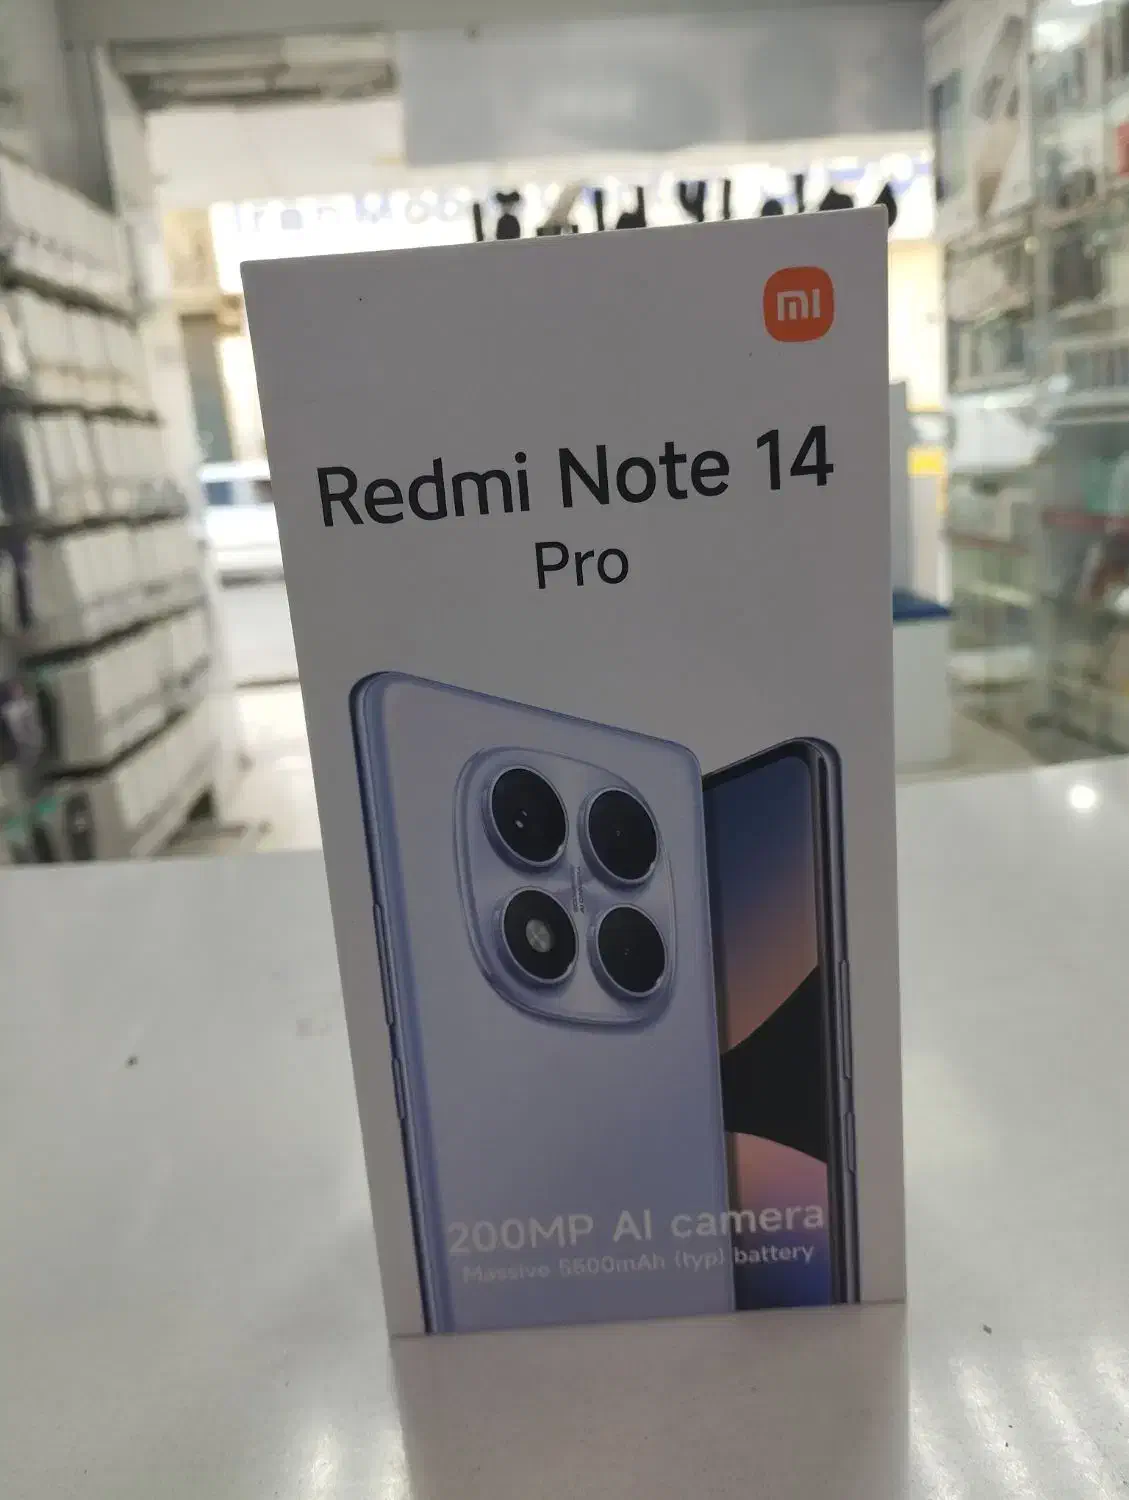 mi
Redmi Note 14
Pro
200MP AI camera
Massive 5500mAh (typ) battery